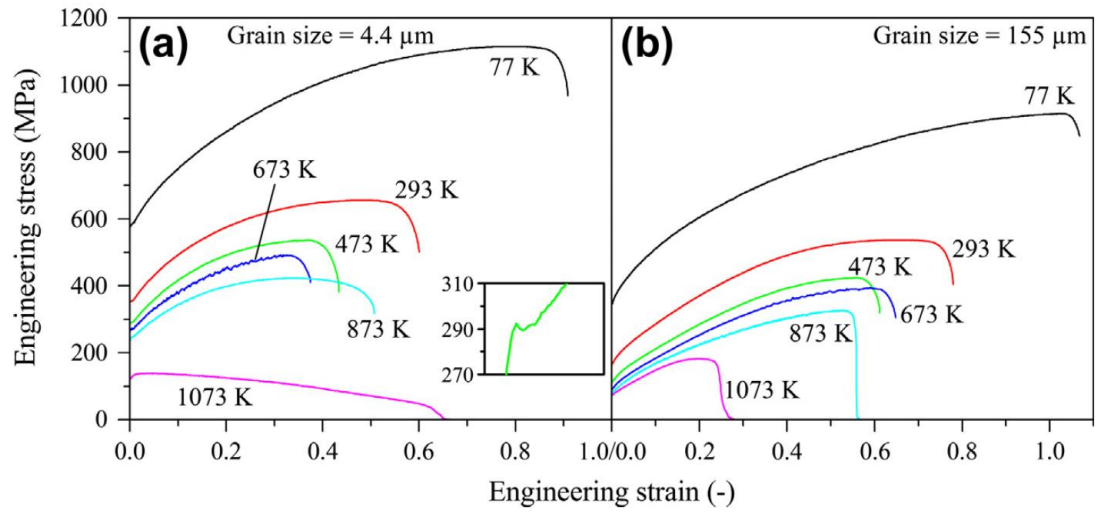 1200
1000
800
600
400
200
0
Engineering stress (MPa)
(a)
Grain size = 4.4 µm
77 K
673 K
293 K
473 K
873 K
1073 K
310
290
270
(b)
Grain size = 155 µm
77 K
293 K
473 K
673 K
873 K
1073 K
0.0 0.2 0.4 0.6 0.8 1.0/0.0 0.2 0.4 0.6 0.8 1.0
Engineering strain (-)